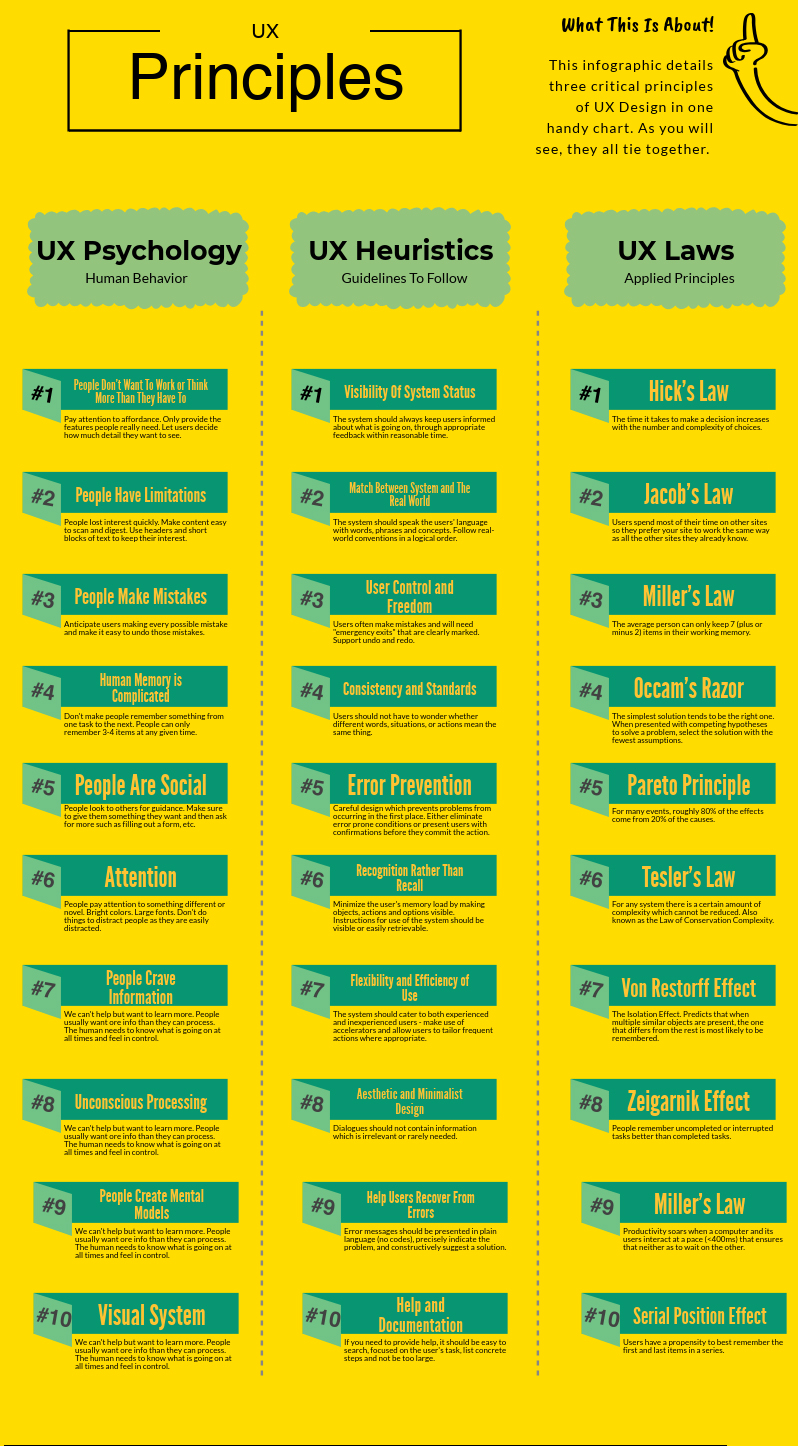 UX
Principles
What This Is About!
This infographic details
three critical principles
of UX Design in one
handy chart. As you will
see, they all tie together.
UX Psychology
Human Behavior
#1
People Don't Want To Work or Think
More Than They Have To
Pay attention to affordance. Only provide the
features people really need. Let users decide
how much detail they want to see.
#2
People Have Limitations
People lost interest quickly. Make content easy
to scan and digest. Use headers and short
blocks of text to keep their interest.
#3
People Make Mistakes
Anticipate users making every possible mistake
and make it easy to undo those mistakes.
#4
Human Memory is
Complicated
Don't make people remember something from
one task to the next. People can only
remember 3-4 items at any given time.
#5
People Are Social
People look to others for guidance. Make sure
to give them something they want and then ask
for more such as filling out a form, etc.
#6
Attention
People pay attention to something different or
novel. Bright colors. Large fonts. Don't do
things to distract people as they are easily
distracted.
#7
People Crave
Information
We can't help but want to learn more. People
usually want ore info than they can process.
The human needs to know what is going on at
all times and feel in control.
#8
Unconscious Processing
We can't help but want to learn more. People
usually want ore info than they can process.
The human needs to know what is going on at
all times and feel in control.
#9
People Create Mental
Models
We can't help but want to learn more. People
usually want ore info than they can process.
The human needs to know what is going on at
all times and feel in control.
#10
Visual System
We can't help but want to learn more. People
usually want ore info than they can process.
The human needs to know what is going on at
all times and feel in control.
UX Heuristics
Guidelines To Follow
#1
Visibility Of System Status
The system should always keep users informed
about what is going on, through appropriate
feedback within reasonable time.
#2
Match Between System and The
Real World
The system should speak the users' language
with words, phrases and concepts. Follow real-
world conventions in a logical order.
#3
User Control and
Freedom
Users often make mistakes and will need
"emergency exits" that are clearly marked.
Support undo and redo.
#4
Consistency and Standards
Users should not have to wonder whether
different words, situations, or actions mean the
same thing.
#5
Error Prevention
Careful design which prevents problems from
occurring in the first place. Either eliminate
error prone conditions or present users with
confirmations before they commit the action.
#6
Recognition Rather Than
Recall
Minimize the user's memory load by making
objects, actions and options visible.
Instructions for use of the system should be
visible or easily retrievable.
#7
Flexibility and Efficiency of
Use
The system should cater to both experienced
and inexperienced users - make use of
accelerators and allow users to tailor frequent
actions where appropriate.
#8
Aesthetic and Minimalist
Design
Dialogues should not contain information
which is irrelevant or rarely needed.
#9
Help Users Recover From
Errors
Error messages should be presented in plain
language (no codes), precisely indicate the
problem, and constructively suggest a solution.
#10
Help and
Documentation
If you need to provide help, it should be easy to
search, focused on the user's task, list concrete
steps and not be too large.
UX Laws
Applied Principles
#1
Hick's Law
The time it takes to make a decision increases
with the number and complexity of choices.
#2
Jacob's Law
Users spend most of their time on other sites
so they prefer your site to work the same way
as all the other sites they already know.
#3
Miller's Law
The average person can only keep 7 (plus or
minus 2) items in their working memory.
#4
Occam's Razor
The simplest solution tends to be the right one.
When presented with competing hypotheses
to solve a problem, select the solution with the
fewest assumptions.
#5
Pareto Principle
For many events, roughly 80% of the effects
come from 20% of the causes.
#6
Tesler's Law
For any system there is a certain amount of
complexity which cannot be reduced. Also
known as the Law of Conservation Complexity.
#7
Von Restorff Effect
The Isolation Effect. Predicts that when
multiple similar objects are present, the one
that differs from the rest is most likely to be
remembered.
#8
Zeigarnik Effect
People remember uncompleted or interrupted
tasks better than completed tasks.
#9
Miller's Law
Productivity soars when a computer and its
users interact at a pace (<400ms) that ensures
that neither as to wait on the other.
#10
Serial Position Effect
Users have a propensity to best remember the
first and last items in a series.